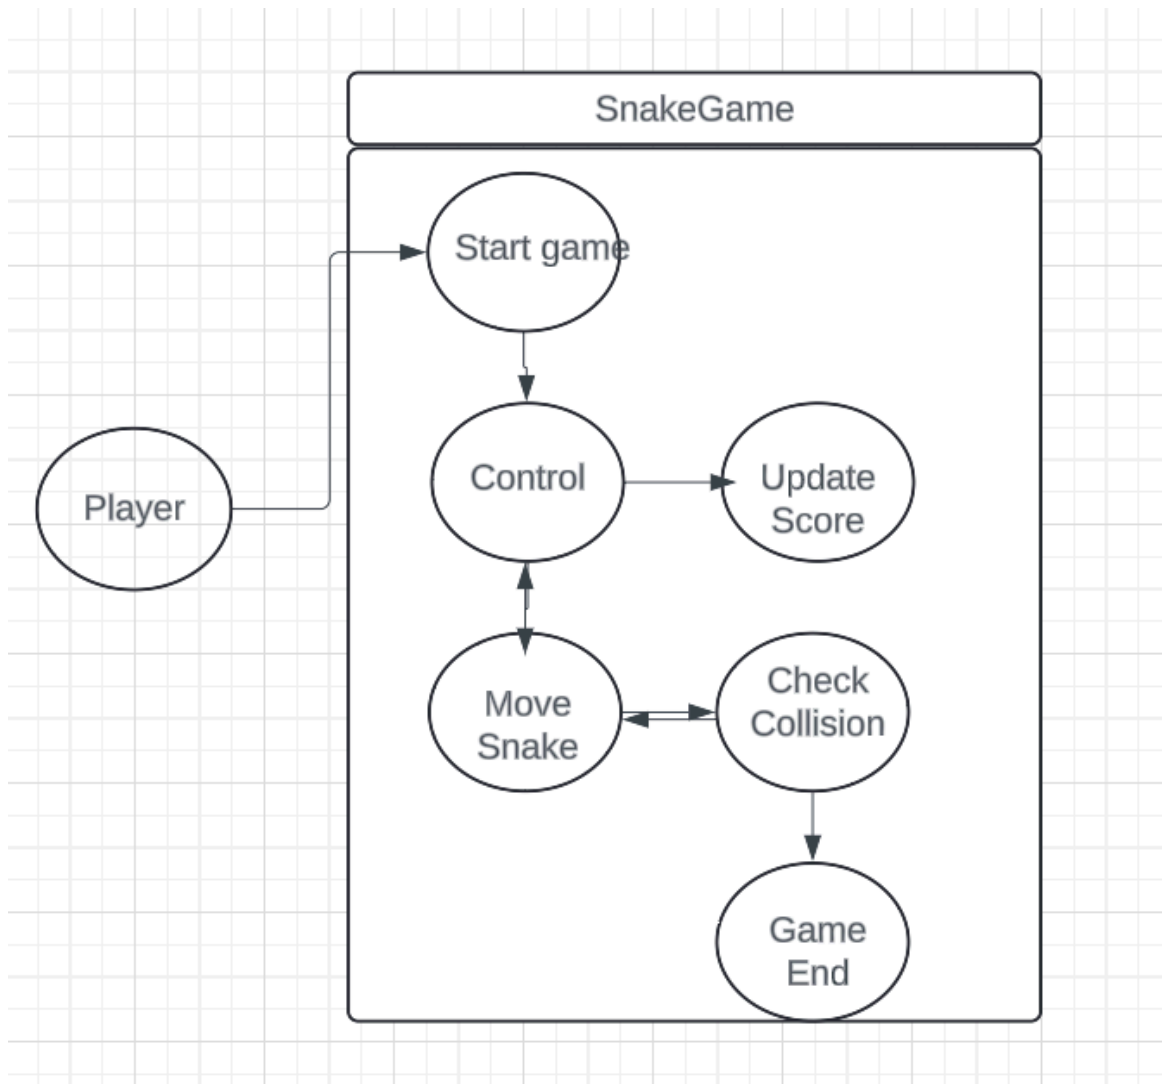 SnakeGame
Start game
Player
Control
Update
Score
Move
Snake
Check
Collision
Game
End